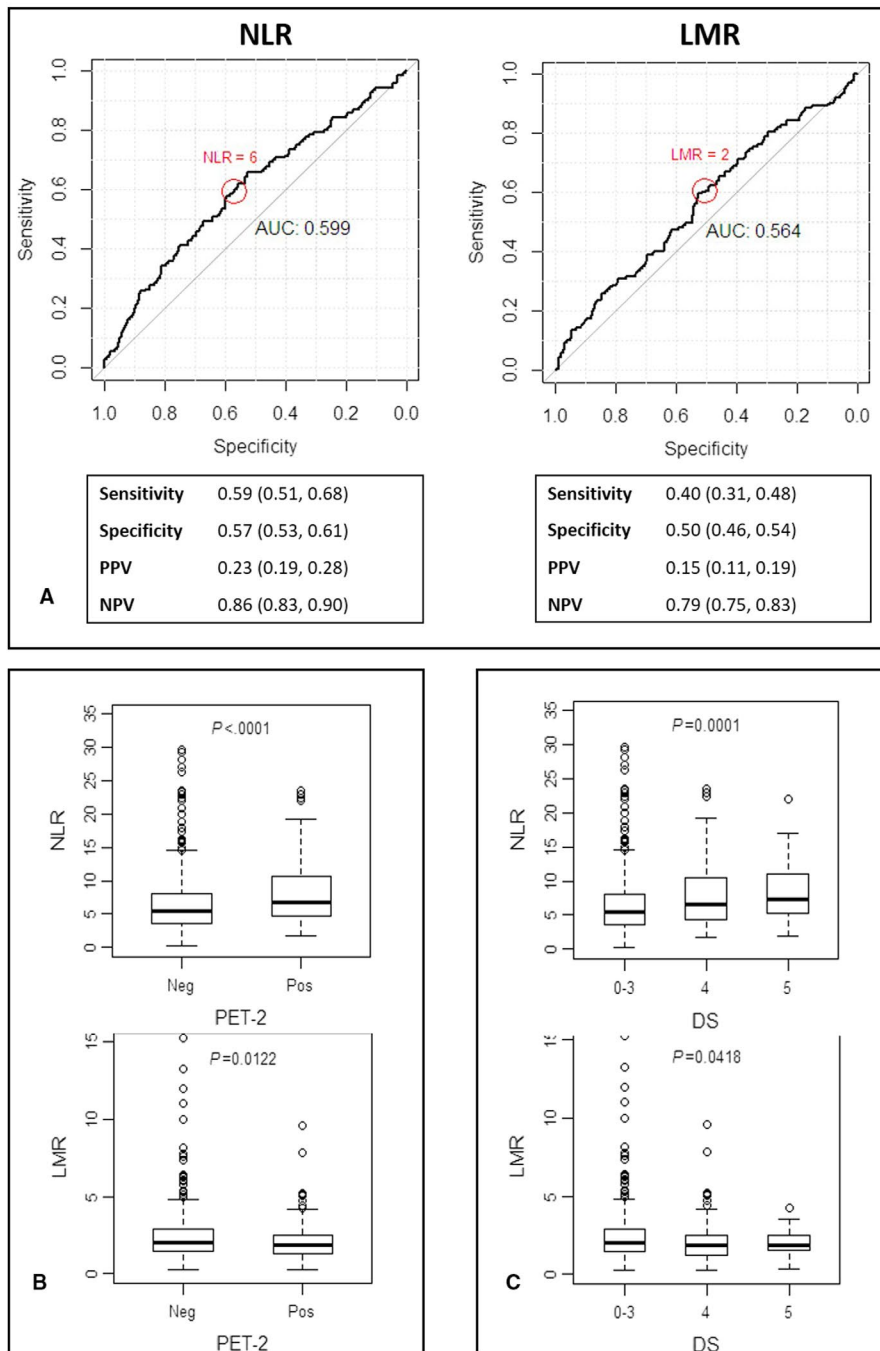 NLR
1.0
0.8
0.6
0.4
0.2
0.0
Sensitivity
NLR = 6
AUC: 0.599
1.0 0.8 0.6 0.4 0.2 0.0
Specificity
Sensitivity 0.59 (0.51, 0.68)
Specificity 0.57 (0.53, 0.61)
PPV 0.23 (0.19, 0.28)
NPV 0.86 (0.83, 0.90)
A
LMR
1.0
0.8
0.6
0.4
0.2
0.0
Sensitivity
LMR = 2
AUC: 0.564
1.0 0.8 0.6 0.4 0.2 0.0
Specificity
Sensitivity 0.40 (0.31, 0.48)
Specificity 0.50 (0.46, 0.54)
PPV 0.15 (0.11, 0.19)
NPV 0.79 (0.75, 0.83)
P<.0001
35
30
25
20
15
10
5
0
NLR
Neg Pos
PET-2
P=0.0122
15
10
5
0
LMR
Neg Pos
PET-2
B
P=0.0001
35
30
25
20
15
10
5
0
NLR
0-3 4 5
DS
P=0.0418
15
10
5
0
LMR
0-3 4 5
DS
C